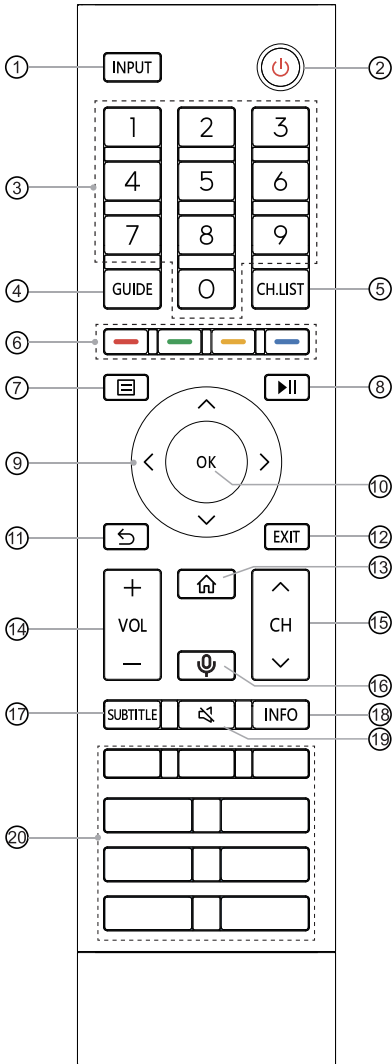 ① INPUT ②
1 2 3
③ 4 5 6
7 8 9
④ GUIDE 0 CH.LIST ⑤
⑥
⑦ ⑧
⑨ OK
⑩
⑪ EXIT ⑫
⑬
+
⑭ VOL CH ⑮
–
⑯
⑰ SUBTITLE INFO ⑱
⑲
⑳